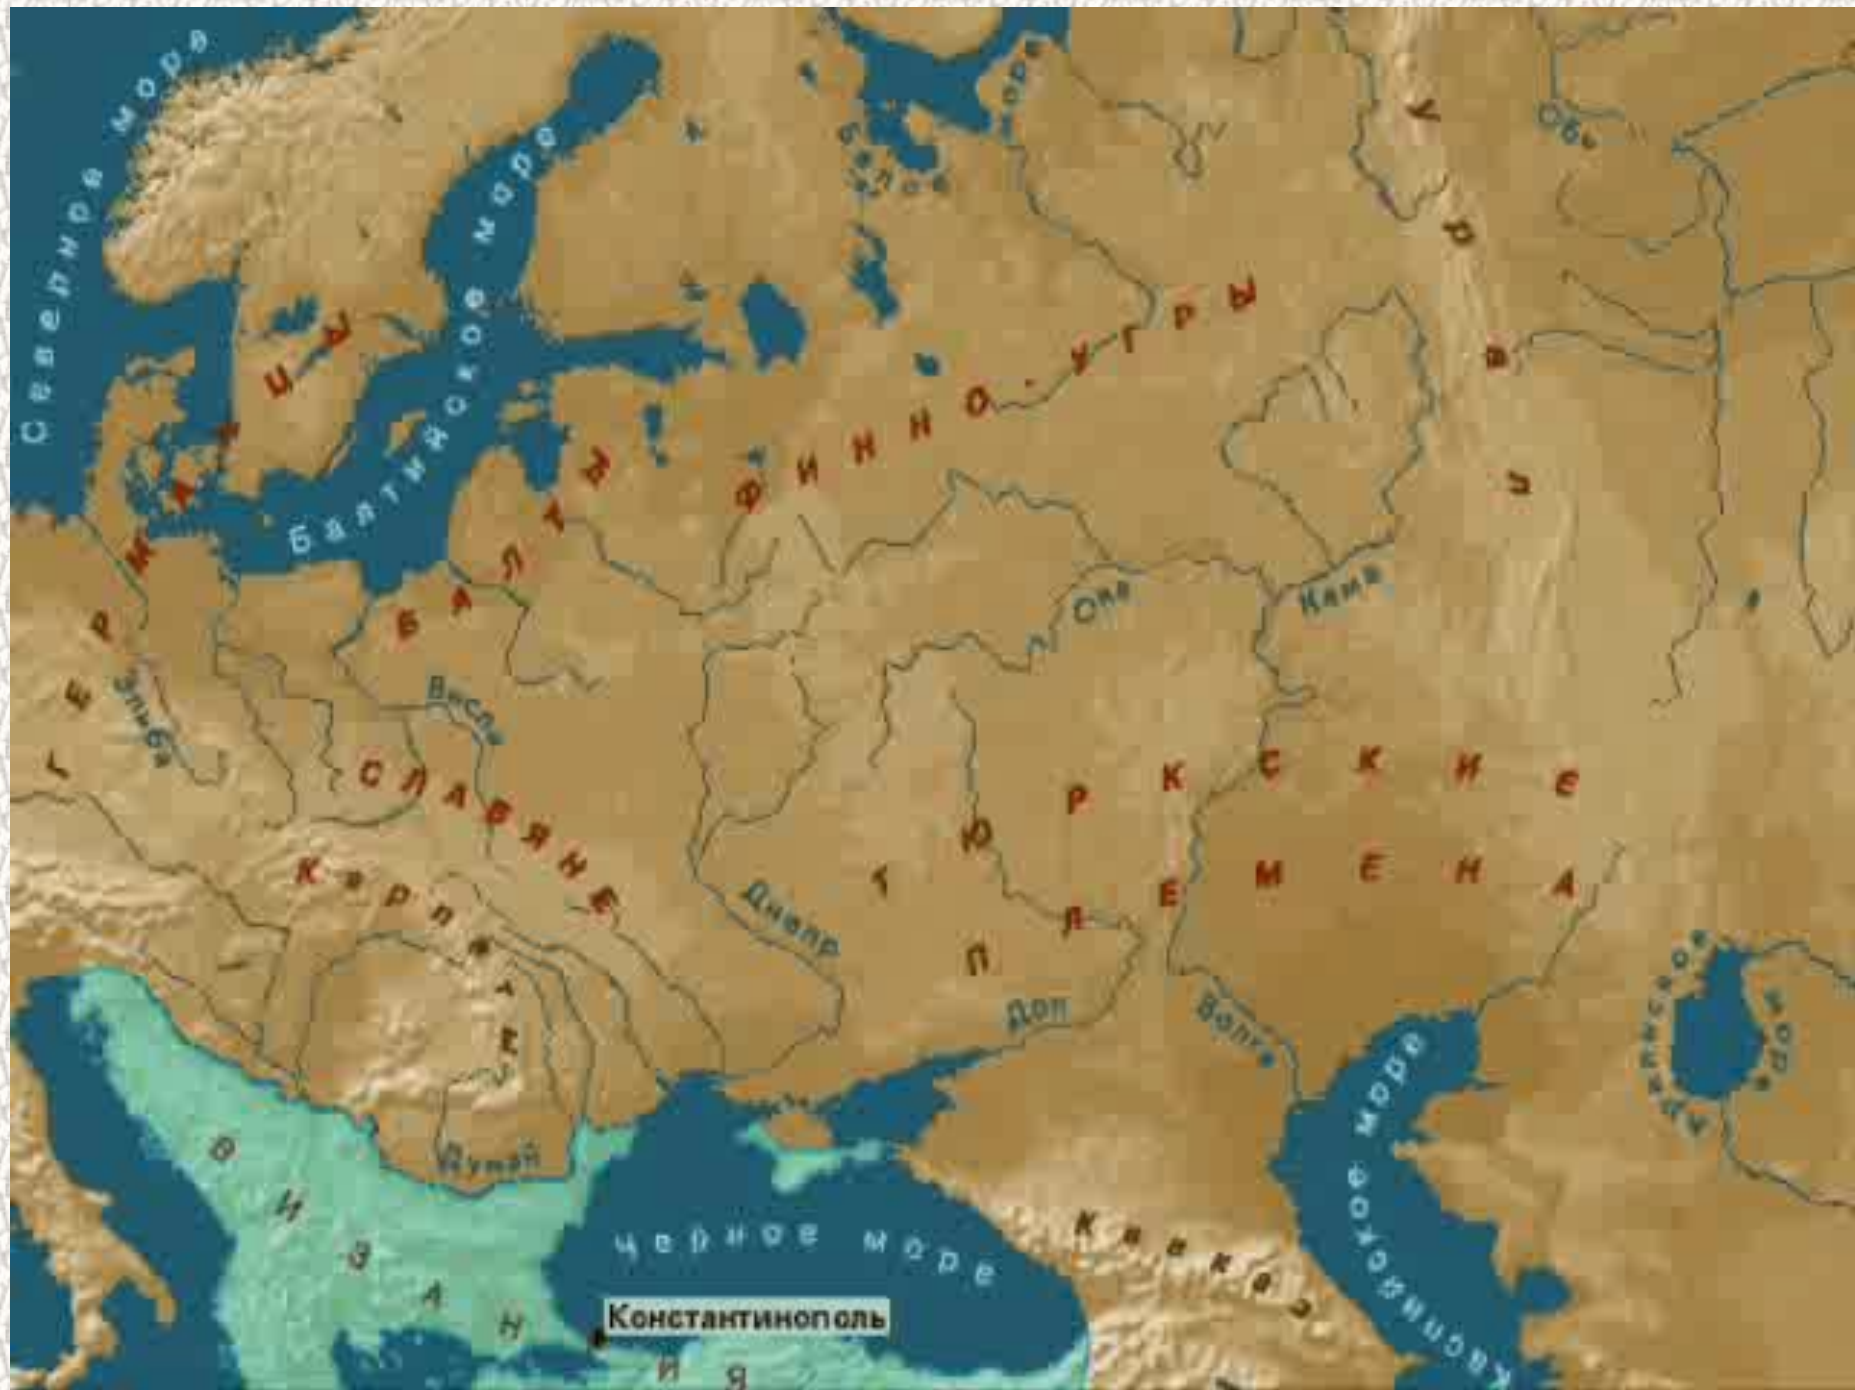 Северное море
Балтийское море
Белое море
Урал
Обь
ГЕРМАНЦЫ
БАЛТЫ
ФИННО-УГРЫ
Ока
Кама
Эльба
Висла
СЛАВЯНЕ
ТЮРКСКИЕ
ПЛЕМЕНА
Карпаты
Днепр
Дон
Волга
Аральское море
Каспийское море
Дунай
ВИЗАНИЯ
Черное море
Кавказ
Константинополь